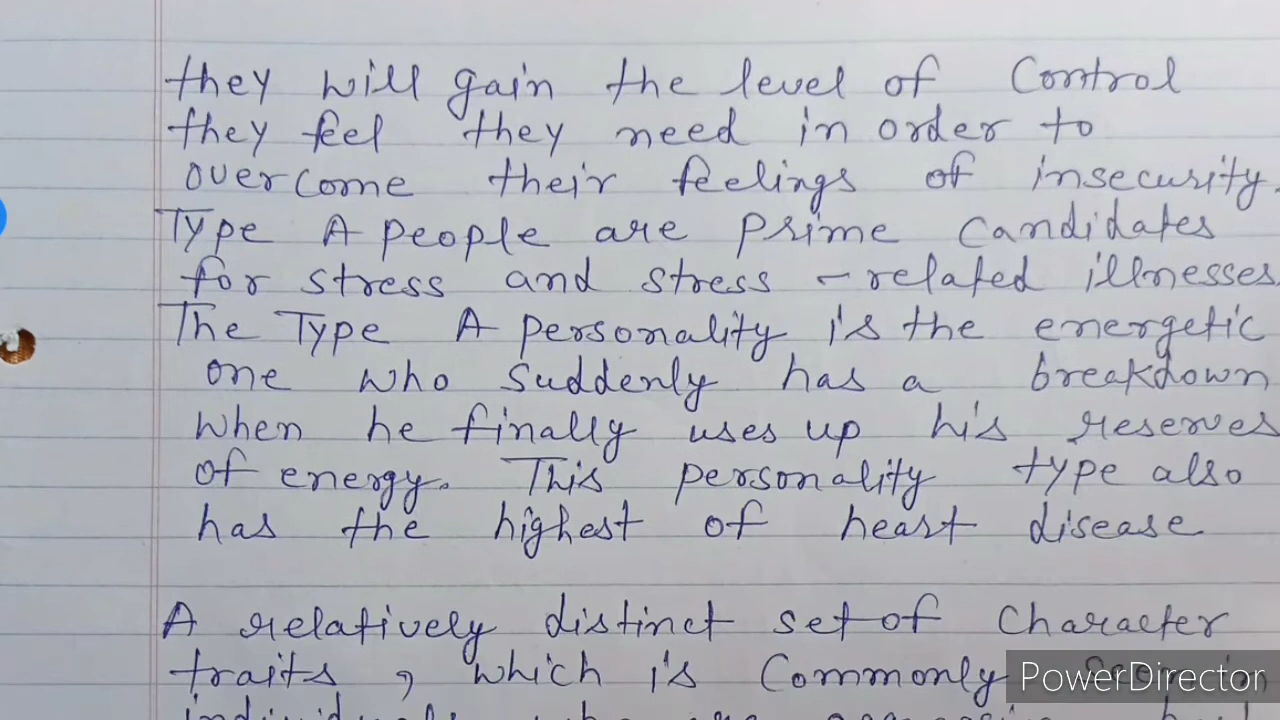 they will gain the level of Control
they feel they need in order to
overcome their feelings of insecurity.
Type A people are prime candidates
for stress and stress - related illnesses
The Type A personality is the energetic
one who suddenly has a breakdown
when he finally uses up his reserves
of energy. This personality type also
has the highest of heart disease
A relatively distinct set of Character
traits, which is Commonly seen in
PowerDirector